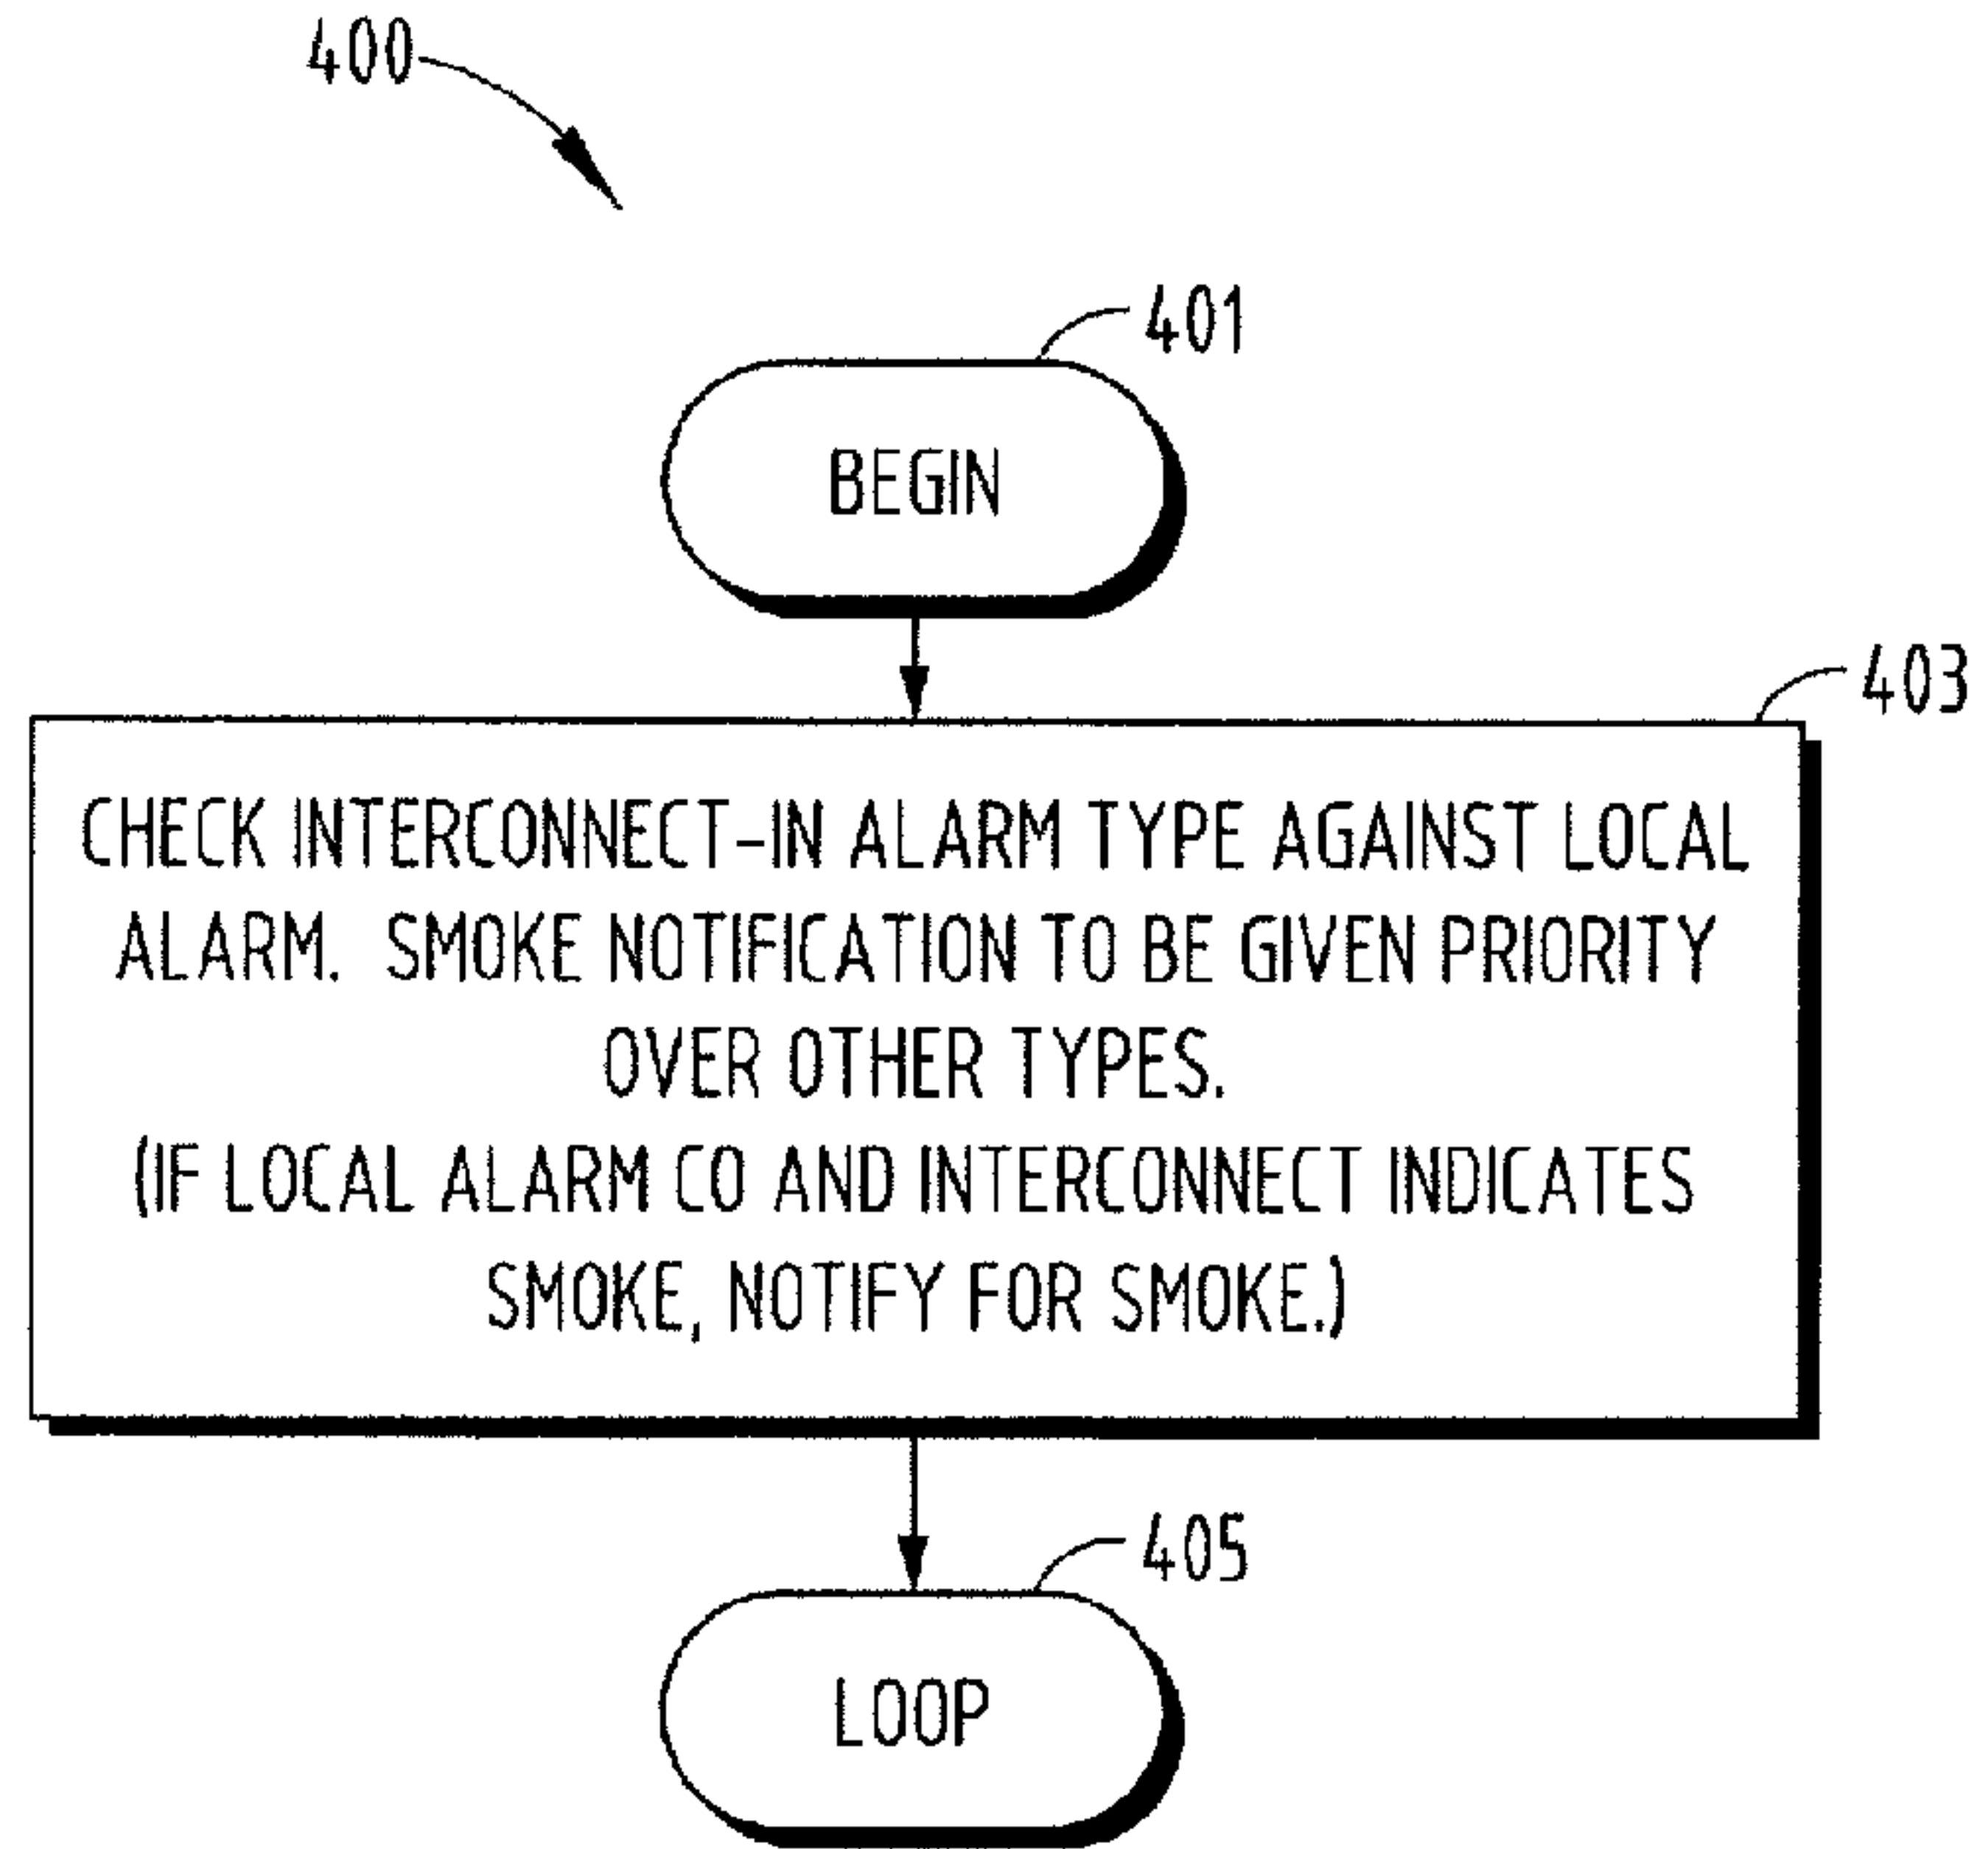 400
401
BEGIN
403
CHECK INTERCONNECT-IN ALARM TYPE AGAINST LOCAL
ALARM. SMOKE NOTIFICATION TO BE GIVEN PRIORITY
OVER OTHER TYPES.
(IF LOCAL ALARM CO AND INTERCONNECT INDICATES
SMOKE, NOTIFY FOR SMOKE.)
405
LOOP